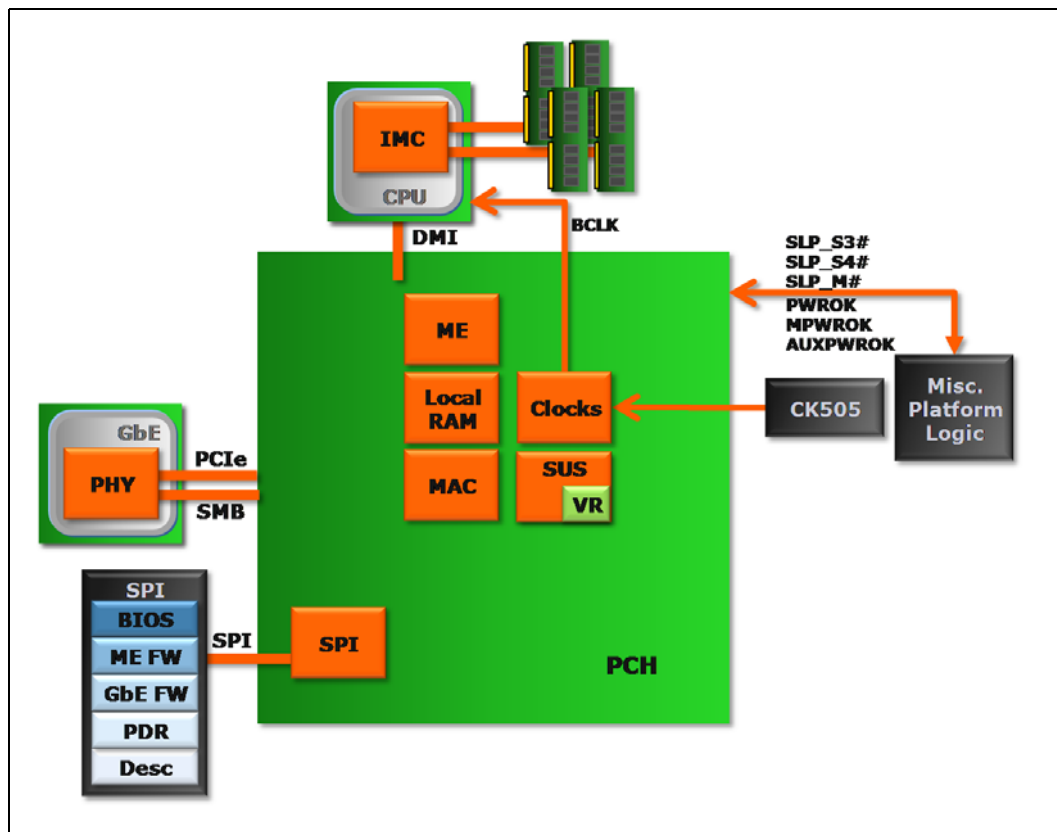 IMC
CPU
DMI
BCLK
SLP_S3#
SLP_S4#
SLP_M#
PWROK
MPWROK
AUXPWROK
ME
Local
RAM
Clocks
CK505
Misc.
Platform
Logic
GbE
PHY
PCIe
SMB
MAC
SUS
VR
SPI
BIOS
ME FW
GbE FW
PDR
Desc
SPI
SPI
PCH